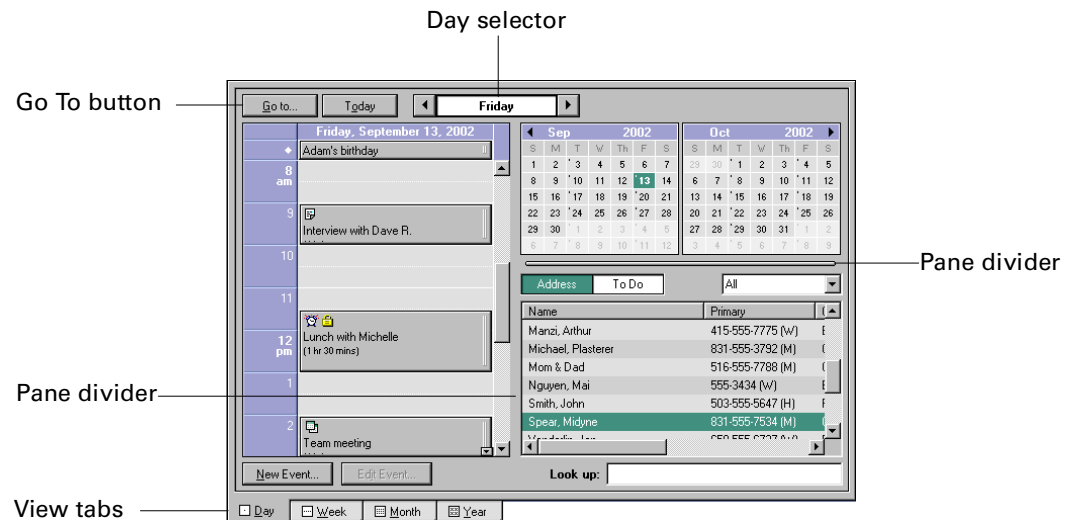 Day selector
Go To button
Go to...
Today
Friday
Friday, September 13, 2002
Adam's birthday
8 am
9
Interview with Dave R.
10
11
Lunch with Michelle
12 pm
(1 hr 30 mins)
1
2
Team meeting
Sep 2002
S M T W Th F S
1 2 3 4 5 6 7
8 9 10 11 12 13 14
15 16 17 18 19 20 21
22 23 24 25 26 27 28
29 30 1 2 3 4 5
6 7 8 9 10 11 12
Oct 2002
S M T W Th F S
29 30 1 2 3 4 5
6 7 8 9 10 11 12
13 14 15 16 17 18 19
20 21 22 23 24 25 26
27 28 29 30 31 1 2
3 4 5 6 7 8 9
Pane divider
Address To Do All
Name Primary
Manzi, Arthur 415-555-7775 (W)
Michael, Plasterer 831-555-3792 (M)
Mom & Dad 516-555-7788 (M)
Nguyen, Mai 555-3434 (W)
Smith, John 503-555-5647 (H)
Spear, Midyne 831-555-7534 (M)
Pane divider
New Event... Edit Event...
Look up:
View tabs
Day Week Month Year